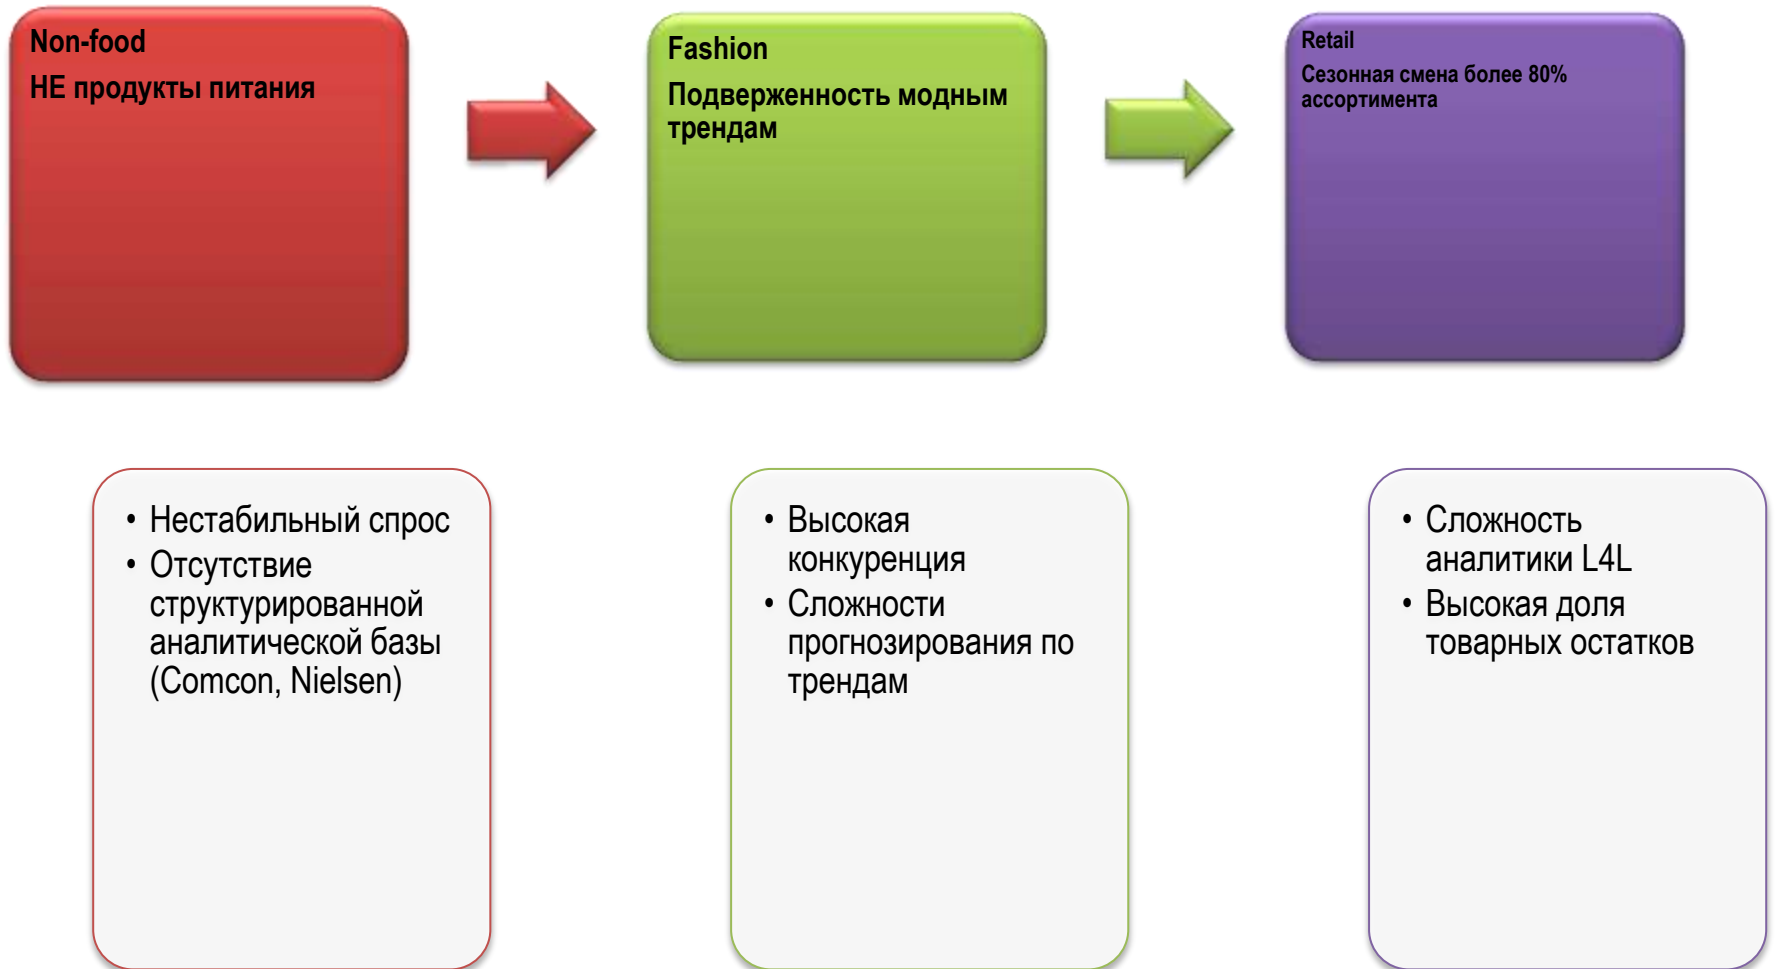 Non-food
НЕ продукты питания
Fashion
Подверженность модным
трендам
Retail
Сезонная смена более 80%
ассортимента
• Нестабильный спрос
• Отсутствие
структурированной
аналитической базы
(Comcon, Nielsen)
• Высокая
конкуренция
• Сложности
прогнозирования по
трендам
• Сложность
аналитики L4L
• Высокая доля
товарных остатков